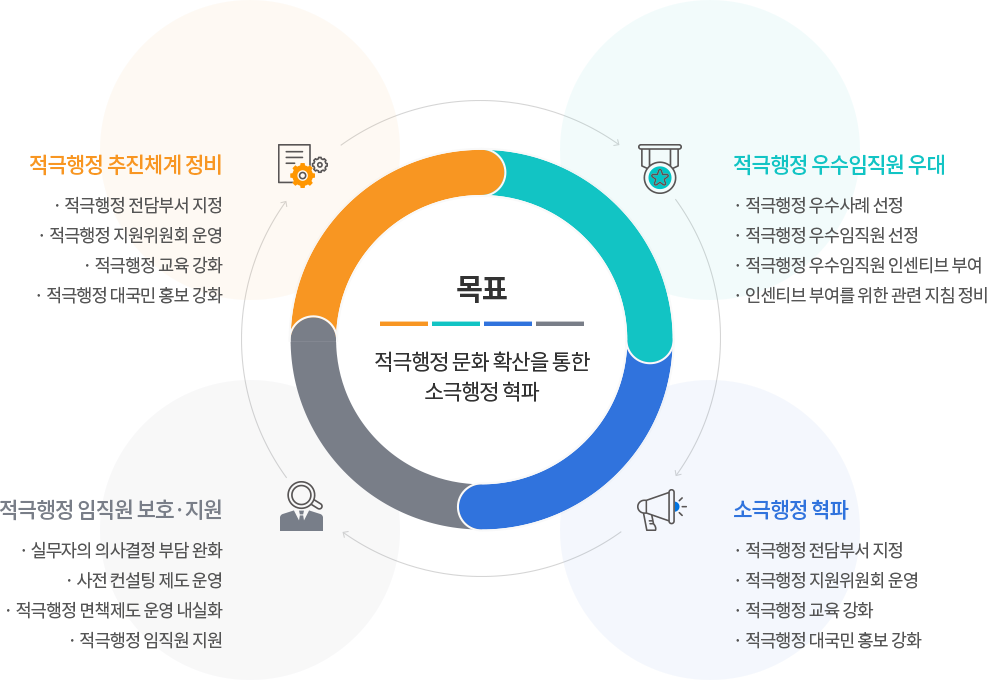 적극행정 추진체계 정비
· 적극행정 전담부서 지정
· 적극행정 지원위원회 운영
· 적극행정 교육 강화
· 적극행정 대국민 홍보 강화
적극행정 우수임직원 우대
· 적극행정 우수사례 선정
· 적극행정 우수임직원 선정
· 적극행정 우수임직원 인센티브 부여
· 인센티브 부여를 위한 관련 지침 정비
목표
적극행정 문화 확산을 통한
소극행정 혁파
적극행정 임직원 보호·지원
· 실무자의 의사결정 부담 완화
· 사전 컨설팅 제도 운영
· 적극행정 면책제도 운영 내실화
· 적극행정 임직원 지원
소극행정 혁파
· 적극행정 전담부서 지정
· 적극행정 지원위원회 운영
· 적극행정 교육 강화
· 적극행정 대국민 홍보 강화